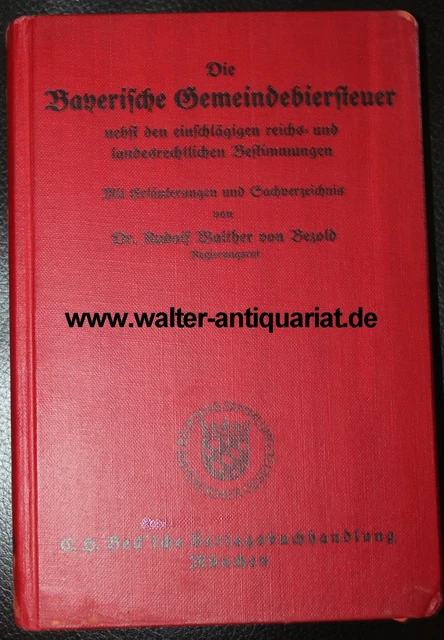 Die
Bayerische Gemeindebiersteuer
nebst den einschlägigen reichs- und
landesrechtlichen Bestimmungen
Mit Erläuterungen und Sachverzeichnis
von
Dr. Rudolf Walther von Bezold
Regierungsrat
www.walter-antiquariat.de
C. H. Beck'sche Verlagsbuchhandlung
München